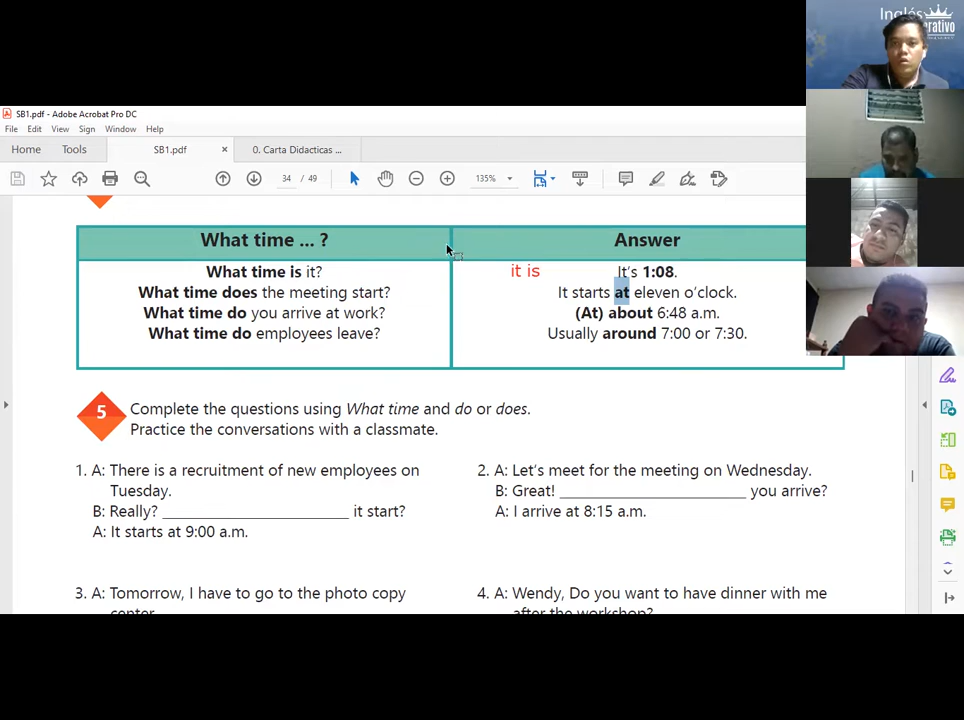 Inglés
rativo
SB1.pdf - Adobe Acrobat Pro DC
File Edit View Sign Window Help
Home Tools SB1.pdf × 0. Carta Didacticas ...
34 / 49 135%
What time ... ? Answer
What time is it? it is It's 1:08.
What time does the meeting start? It starts at eleven o'clock.
What time do you arrive at work? (At) about 6:48 a.m.
What time do employees leave? Usually around 7:00 or 7:30.
5 Complete the questions using What time and do or does.
Practice the conversations with a classmate.
1. A: There is a recruitment of new employees on
Tuesday.
B: Really? ____________________ it start?
A: It starts at 9:00 a.m.
2. A: Let's meet for the meeting on Wednesday.
B: Great! ____________________ you arrive?
A: I arrive at 8:15 a.m.
3. A: Tomorrow, I have to go to the photo copy
center.
4. A: Wendy, Do you want to have dinner with me
after the workshop?